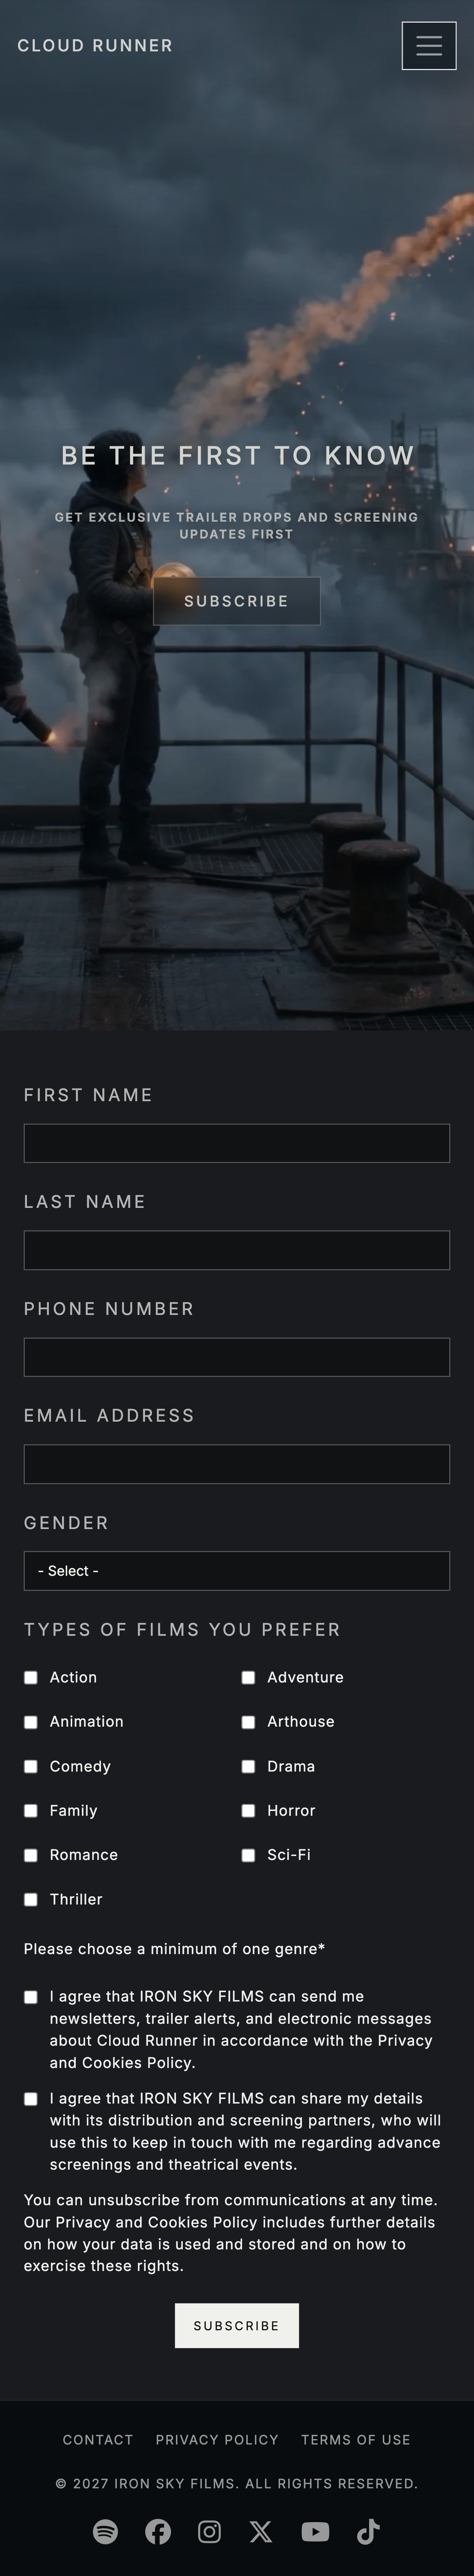 CLOUD RUNNER
BE THE FIRST TO KNOW
GET EXCLUSIVE TRAILER DROPS AND SCREENING
UPDATES FIRST
SUBSCRIBE
FIRST NAME
LAST NAME
PHONE NUMBER
EMAIL ADDRESS
GENDER
- Select -
TYPES OF FILMS YOU PREFER
Action
Adventure
Animation
Arthouse
Comedy
Drama
Family
Horror
Romance
Sci-Fi
Thriller
Please choose a minimum of one genre*
I agree that IRON SKY FILMS can send me
newsletters, trailer alerts, and electronic messages
about Cloud Runner in accordance with the Privacy
and Cookies Policy.
I agree that IRON SKY FILMS can share my details
with its distribution and screening partners, who will
use this to keep in touch with me regarding advance
screenings and theatrical events.
You can unsubscribe from communications at any time.
Our Privacy and Cookies Policy includes further details
on how your data is used and stored and on how to
exercise these rights.
SUBSCRIBE
CONTACT PRIVACY POLICY TERMS OF USE
© 2027 IRON SKY FILMS. ALL RIGHTS RESERVED.